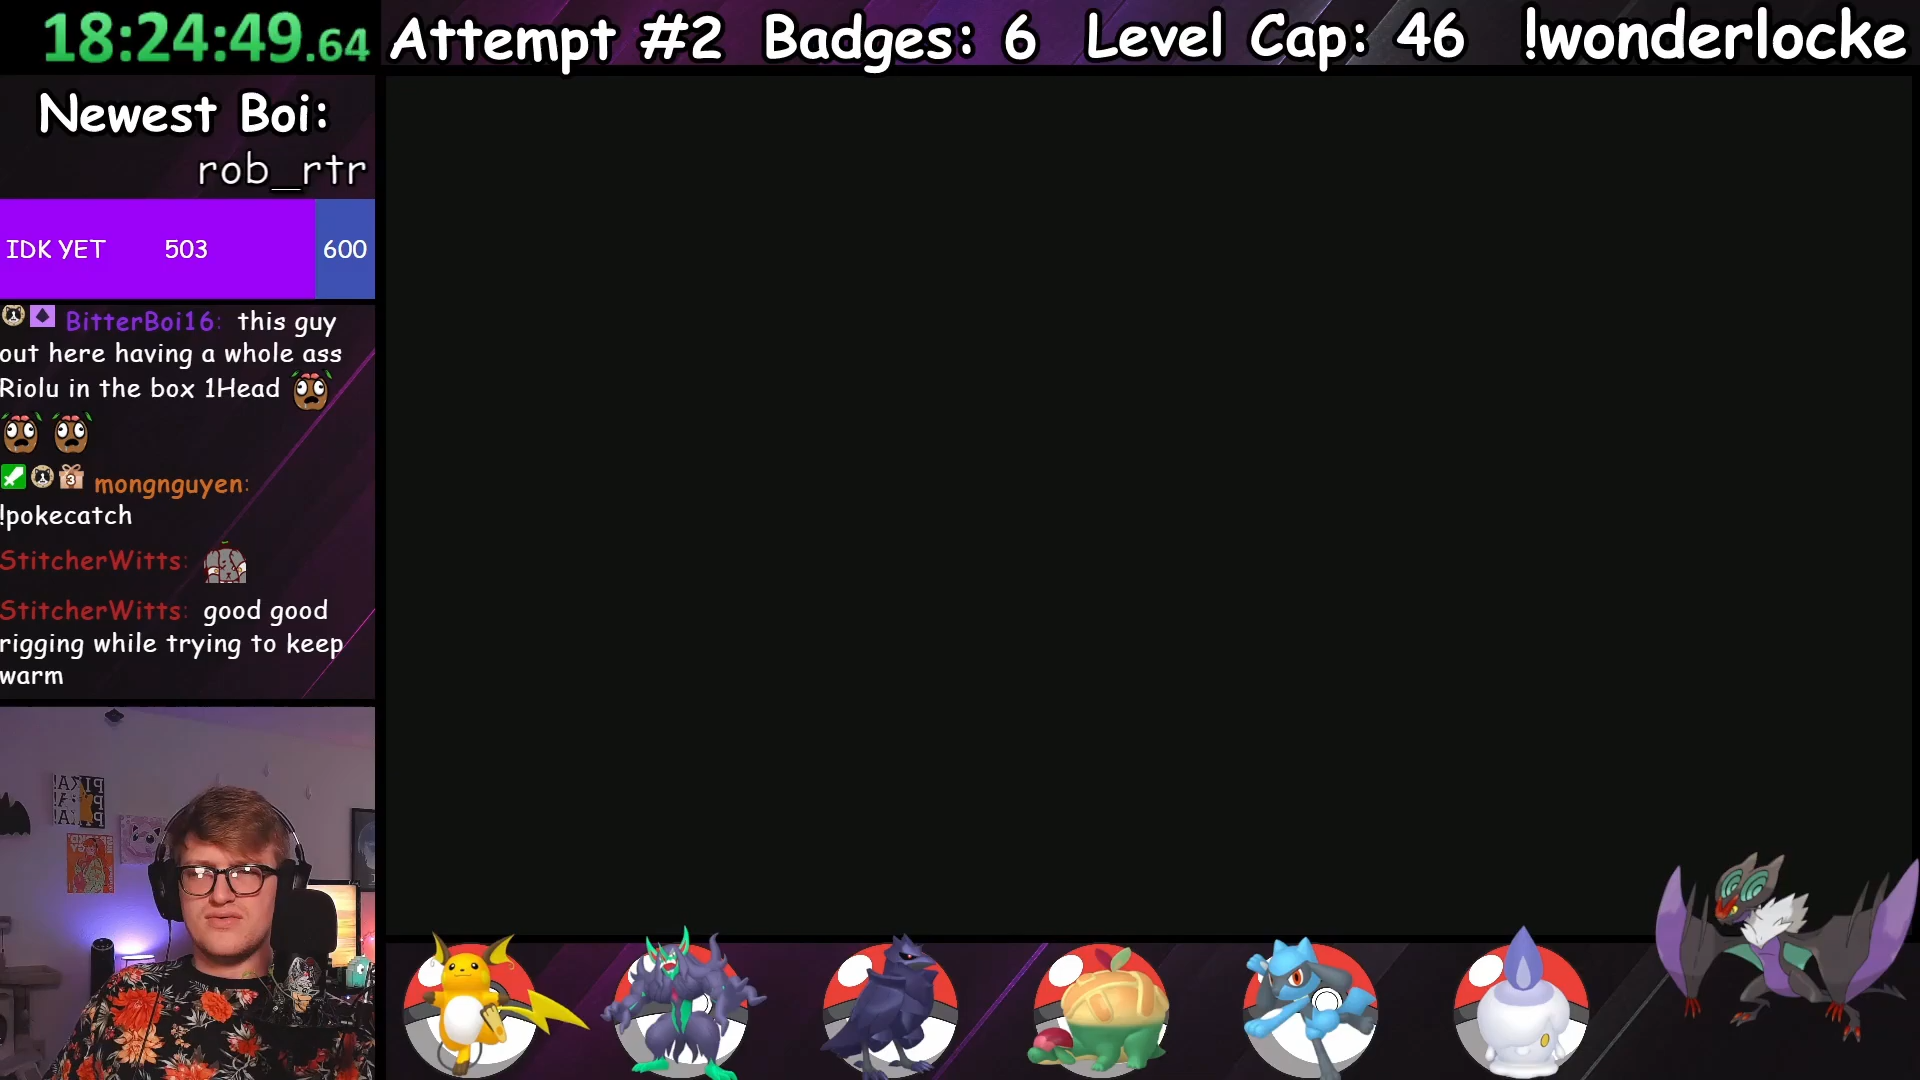 18:24:49.64
Attempt #2 Badges: 6 Level Cap: 46 !wonderlocke
Newest Boi:
rob_rtr
IDK YET 503 600
BitterBoi16: this guy
out here having a whole ass
Riolu in the box 1Head
3 mongnguyen:
!pokecatch
StitcherWitts:
StitcherWitts: good good
rigging while trying to keep
warm